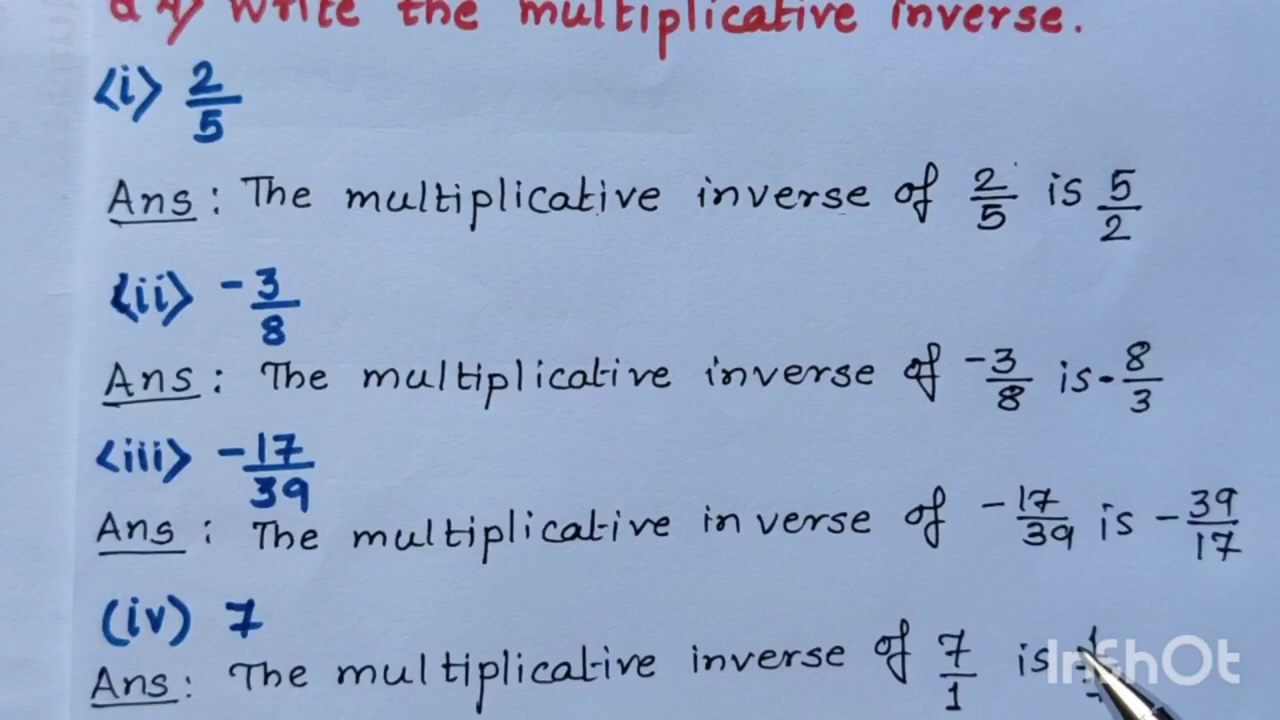 Write the multiplicative inverse.
(i) 2/5
Ans : The multiplicative inverse of 2/5 is 5/2
(ii) -3/8
Ans : The multiplicative inverse of -3/8 is -8/3
(iii) -17/39
Ans : The multiplicative inverse of -17/39 is -39/17
(iv) 7
Ans : The multiplicative inverse of 7/1 is
InShOt